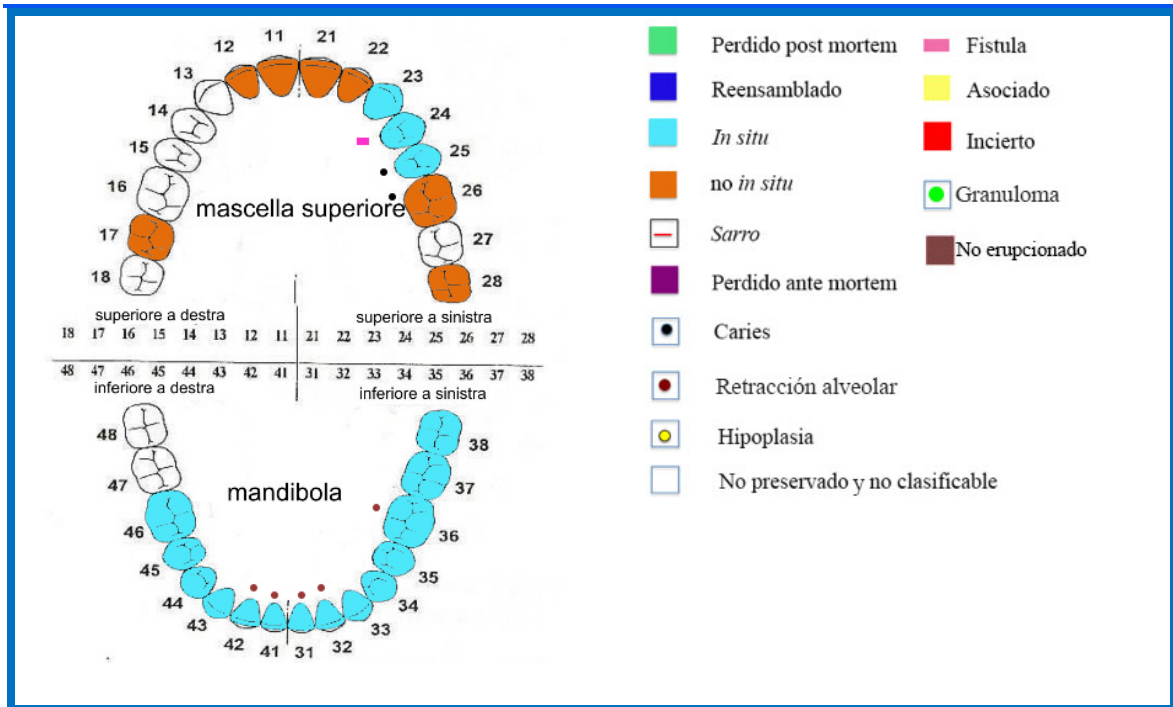 11 21
12 22
13 23
14 24
15 25
16 26
mascella superiore
17 27
18 28
superiore a destra superiore a sinistra
18 17 16 15 14 13 12 11 21 22 23 24 25 26 27 28
48 47 46 45 44 43 42 41 31 32 33 34 35 36 37 38
inferiore a destra inferiore a sinistra
48 38
47 37
mandibola
46 36
45 35
44 34
43 33
42 41 31 32
Perdido post mortem
Reensamblado
In situ
no in situ
Sarro
Perdido ante mortem
Caries
Retracción alveolar
Hipoplasia
No preservado y no clasificable
Fistula
Asociado
Incierto
Granuloma
No erupcionado